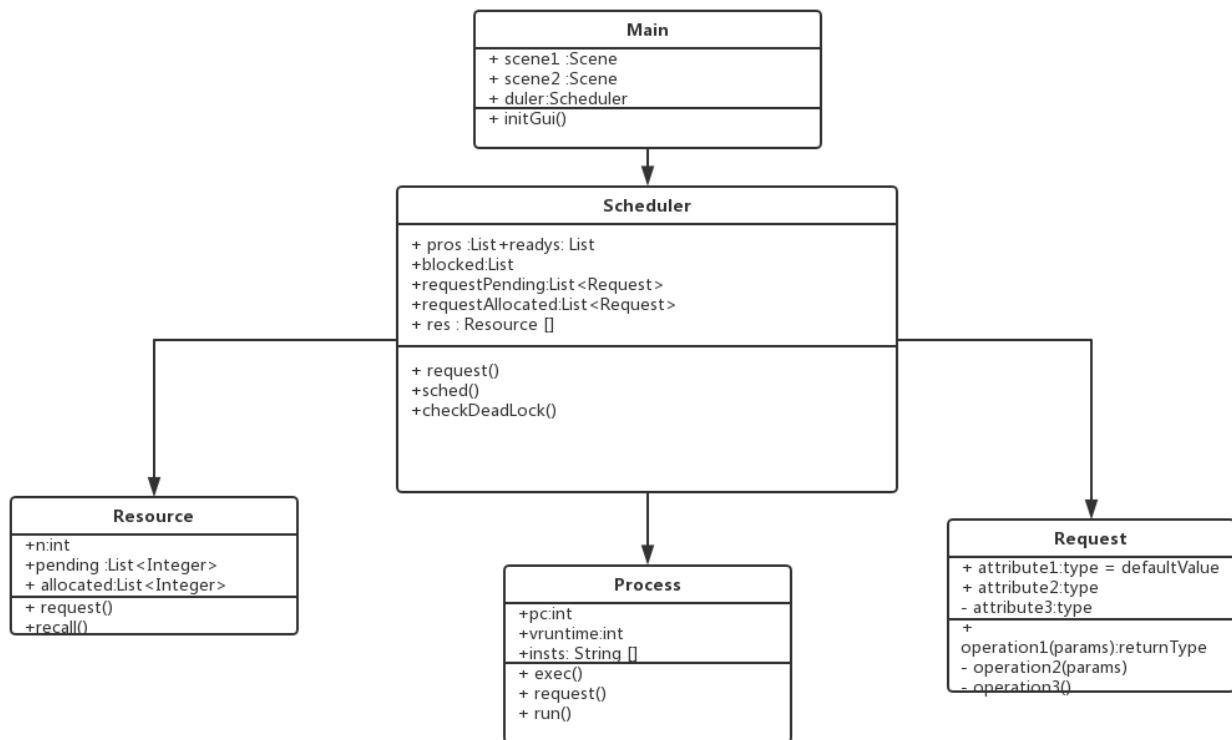 Main
+ scene1 :Scene
+ scene2 :Scene
+ duler:Scheduler
+ initGui()
Scheduler
+ pros :List+readys: List
+blocked:List
+requestPending:List<Request>
+requestAllocated:List<Request>
+ res : Resource []
+ request()
+sched()
+checkDeadLock()
Resource
+n:int
+pending :List<Integer>
+ allocated:List<Integer>
+ request()
+recall()
Process
+pc:int
+vruntime:int
+insts: String []
+ exec()
+ request()
+ run()
Request
+ attribute1:type = defaultValue
+ attribute2:type
- attribute3:type
+
operation1(params):returnType
- operation2(params)
- operation3()